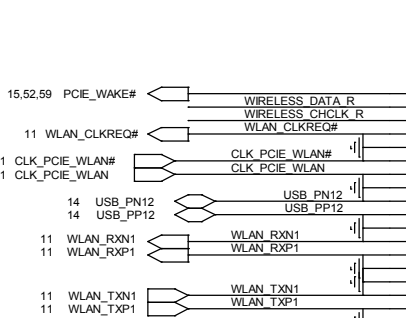 15,52,59 PCIE_WAKE#
WIRELESS_DATA_R
WIRELESS_CHCLK_R
11 WLAN_CLKREQ# WLAN_CLKREQ#
1 CLK_PCIE_WLAN# CLK_PCIE_WLAN#
1 CLK_PCIE_WLAN CLK_PCIE_WLAN
14 USB_PN12 USB_PN12
14 USB_PP12 USB_PP12
11 WLAN_RXN1 WLAN_RXN1
11 WLAN_RXP1 WLAN_RXP1
11 WLAN_TXN1 WLAN_TXN1
11 WLAN_TXP1 WLAN_TXP1